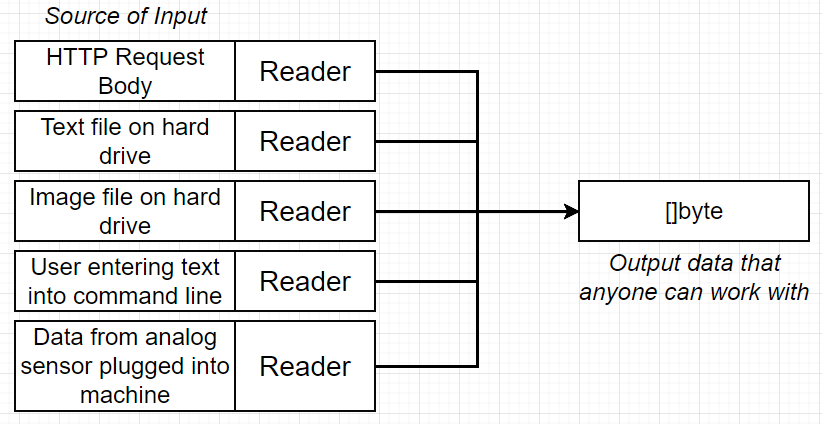 Source of Input
HTTP Request
Body
Reader
Text file on hard
drive
Reader
Image file on hard
drive
Reader
User entering text
into command line
Reader
Data from analog
sensor plugged into
machine
Reader
[]byte
Output data that
anyone can work with